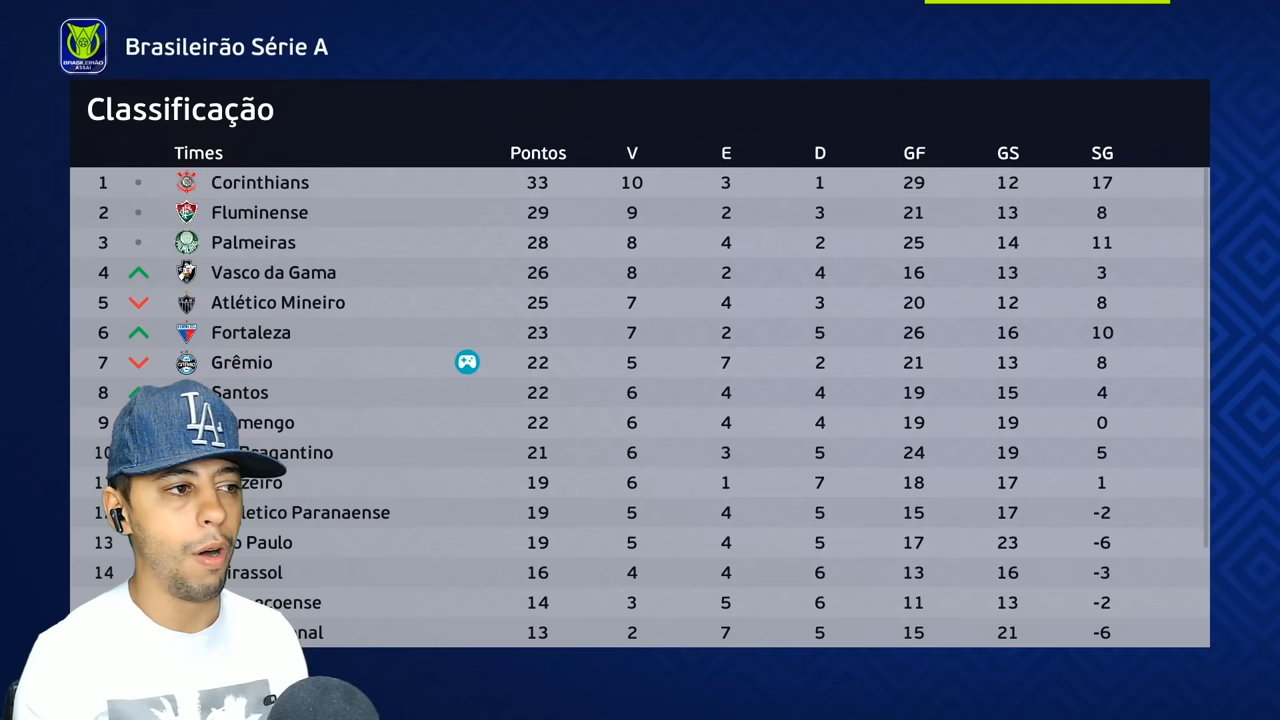 BRASILEIRÃO
ASSAÍ
Brasileirão Série A
Classificação
Times Pontos V E D GF GS SG
1 Corinthians 33 10 3 1 29 12 17
2 Fluminense 29 9 2 3 21 13 8
3 Palmeiras 28 8 4 2 25 14 11
4 Vasco da Gama 26 8 2 4 16 13 3
5 Atlético Mineiro 25 7 4 3 20 12 8
6 Fortaleza 23 7 2 5 26 16 10
7 Grêmio 22 5 7 2 21 13 8
8 Santos 22 6 4 4 19 15 4
9 mengo 22 6 4 4 19 19 0
10 Bragantino 21 6 3 5 24 19 5
1 zeiro 19 6 1 7 18 17 1
1 letico Paranaense 19 5 4 5 15 17 -2
13 o Paulo 19 5 4 5 17 23 -6
14 irassol 16 4 4 6 13 16 -3
coense 14 3 5 6 11 13 -2
nal 13 2 7 5 15 21 -6
LA